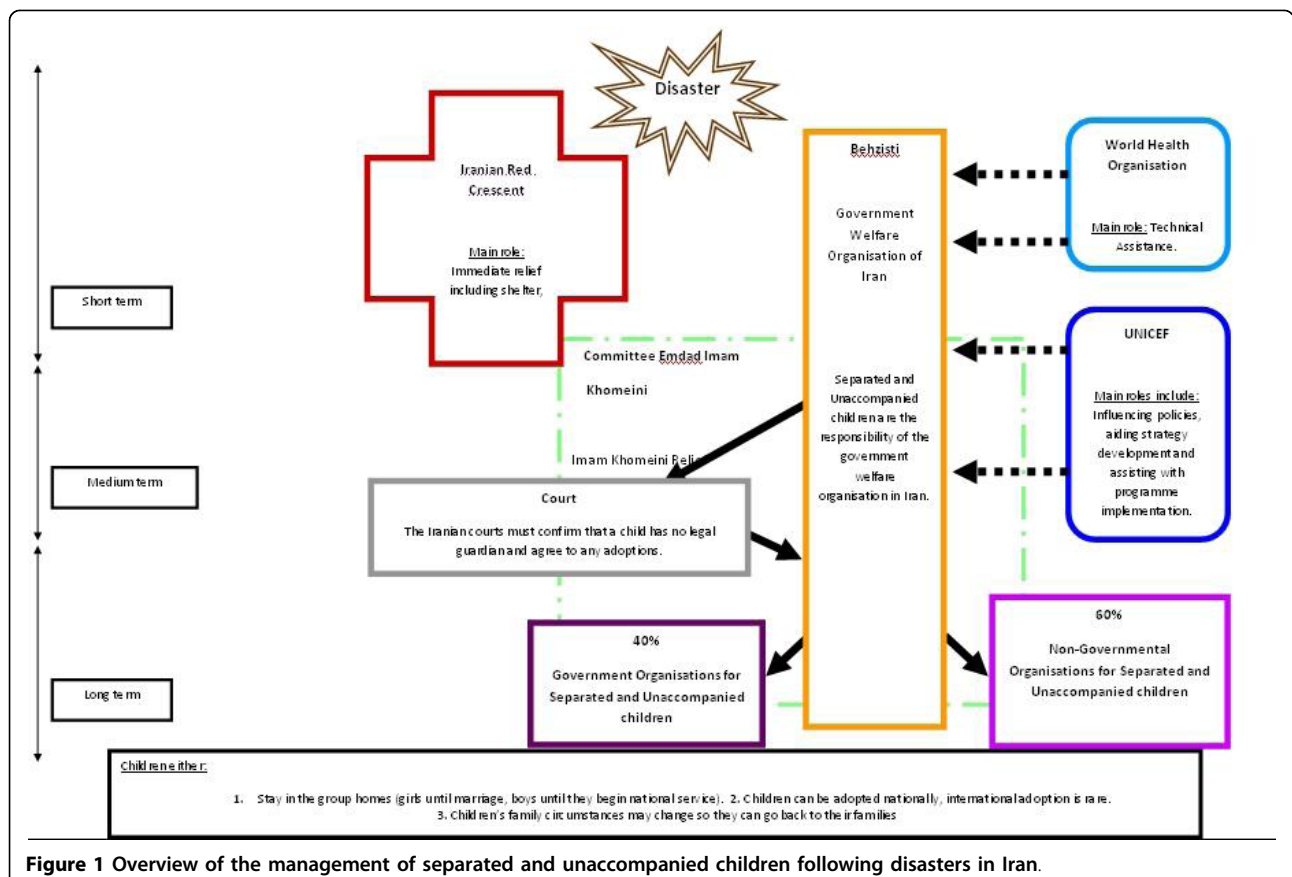 Disaster
Iranian Red
Crescent
Main role:
Immediate relief
including shelter,
Behzisti
Government
Welfare
Organisation of
Iran
Separated and
Unaccompanied
children are the
responsibility of the
government
welfare
organisation in Iran.
World Health
Organisation
Main role: Technical
Assistance.
UNICEF
Main roles include:
Influencing policies,
aiding strategy
development and
assisting with
programme
implementation.
Short term
Committee Emdad Imam
Khomeini
Imam Khomeini
Medium term
Court
The Iranian courts must confirm that a child has no legal
guardian and agree to any adoptions.
Long term
40%
Government Organisations for
Separated and Unaccompanied
children
60%
Non-Governmental
Organisations for Separated and
Unaccompanied children
Children either:
1. Stay in the group homes (girls until marriage, boys until they begin national service). 2. Children can be adopted nationally, international adoption is rare.
3. Children's family circumstances may change so they can go back to their families
Figure 1 Overview of the management of separated and unaccompanied children following disasters in Iran.